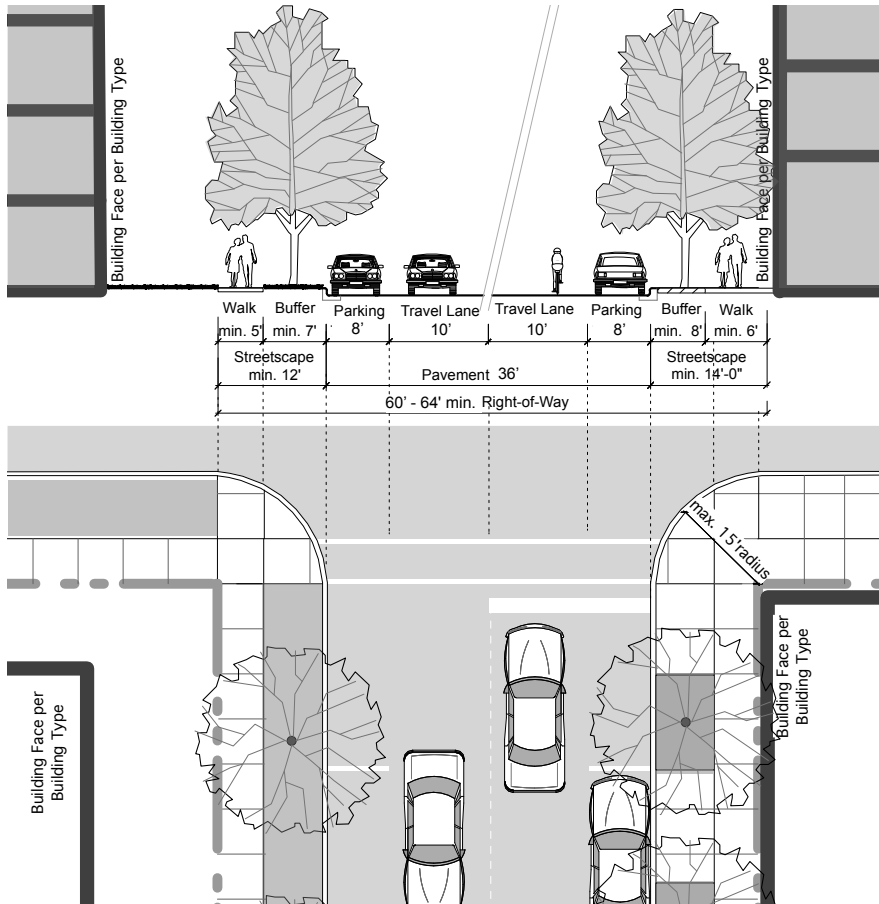 Building Face per Building Type
Building Face per Building Type
Walk
min. 5'
Buffer
min. 7'
Parking
8'
Travel Lane
10'
Travel Lane
10'
Parking
8'
Buffer
min. 8'
Walk
min. 6'
Streetscape
min. 12'
Pavement 36'
Streetscape
min. 14'-0"
60' - 64' min. Right-of-Way
max. 15'radius
Building Face per
Building Type
Building Face per
Building Type